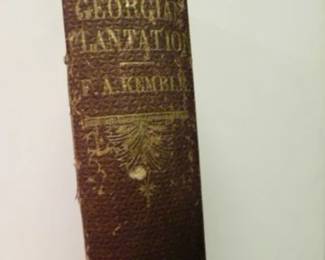 GEORGIAN
PLANTATION
F. A. KEMBLE